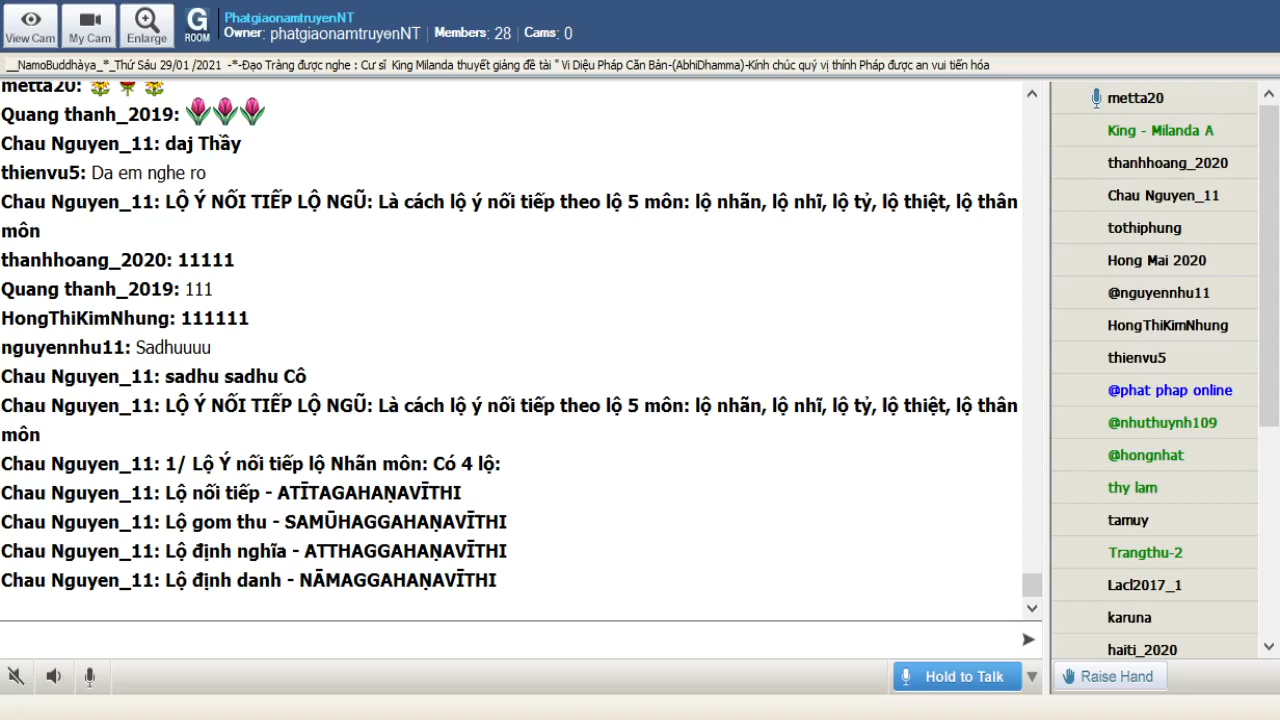 View Cam
My Cam
Enlarge
G
ROOM
PhatgiaonamtruyenNT
Owner: phatgiaonamtruyenNT | Members: 28 | Cams: 0
__NamoBuddhàya_*_Thứ Sáu 29/01 /2021 -*-Đạo Tràng được nghe : Cư sĩ King Milanda thuyết giảng đề tài " Vi Diệu Pháp Căn Bản-(AbhiDhamma)-Kính chúc quý vị thính Pháp được an vui tiến hóa
metta20:
Quang thanh_2019:
Chau Nguyen_11: daj Thầy
thienvu5: Da em nghe ro
Chau Nguyen_11: LỘ Ý NỐI TIẾP LỘ NGŨ: Là cách lộ ý nối tiếp theo lộ 5 môn: lộ nhãn, lộ nhĩ, lộ tỷ, lộ thiệt, lộ thân
môn
thanhhoang_2020: 11111
Quang thanh_2019: 111
HongThiKimNhung: 111111
nguyennhu11: Sadhuuuu
Chau Nguyen_11: sadhu sadhu Cô
Chau Nguyen_11: LỘ Ý NỐI TIẾP LỘ NGŨ: Là cách lộ ý nối tiếp theo lộ 5 môn: lộ nhãn, lộ nhĩ, lộ tỷ, lộ thiệt, lộ thân
môn
Chau Nguyen_11: 1/ Lộ Ý nối tiếp lộ Nhãn môn: Có 4 lộ:
Chau Nguyen_11: Lộ nối tiếp - ATĪTAGAHAṆAVĪTHI
Chau Nguyen_11: Lộ gom thu - SAMŪHAGGAHAṆAVĪTHI
Chau Nguyen_11: Lộ định nghĩa - ATTHAGGAHAṆAVĪTHI
Chau Nguyen_11: Lộ định danh - NĀMAGGAHAṆAVĪTHI
metta20
King - Milanda A
thanhhoang_2020
Chau Nguyen_11
tothiphung
Hong Mai 2020
@nguyennhu11
HongThiKimNhung
thienvu5
@phat phap online
@nhuthuynh109
@hongnhat
thy lam
tamuy
Trangthu-2
Lacl2017_1
karuna
haiti_2020
Hold to Talk
Raise Hand